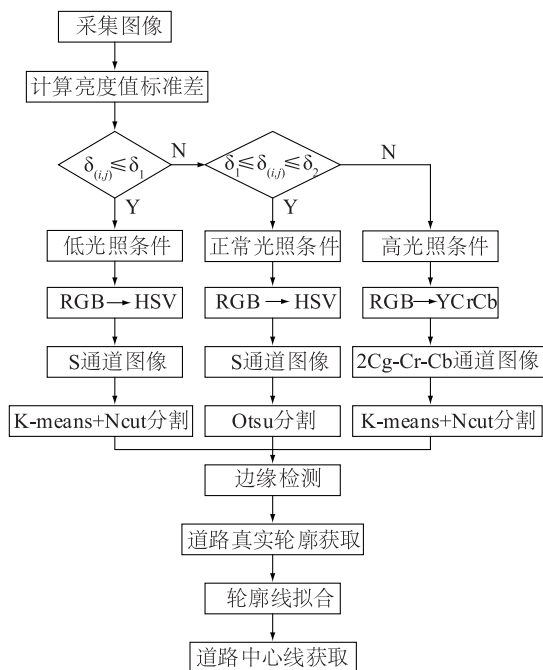 采集图像
计算亮度值标准差
δ(i,j)≤δ1
N
δ1≤δ(i,j)≤δ2
N
Y
Y
低光照条件
正常光照条件
高光照条件
RGB→HSV
RGB→HSV
RGB→YCrCb
S通道图像
S通道图像
2Cg-Cr-Cb通道图像
K-means+Ncut分割
Otsu分割
K-means+Ncut分割
边缘检测
道路真实轮廓获取
轮廓线拟合
道路中心线获取